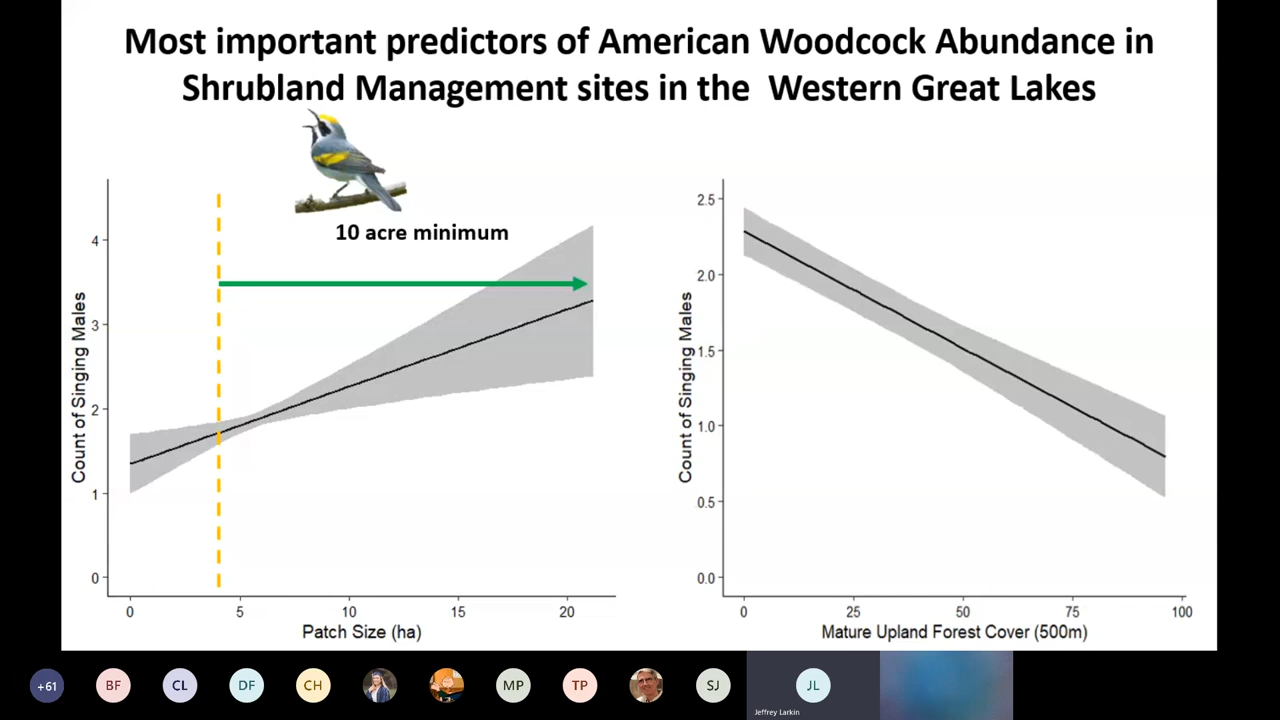 Most important predictors of American Woodcock Abundance in
Shrubland Management sites in the Western Great Lakes
10 acre minimum
Count of Singing Males
4
3
2
1
0
0 5 10 15 20
Patch Size (ha)
Count of Singing Males
2.5
2.0
1.5
1.0
0.5
0.0
0 25 50 75 100
Mature Upland Forest Cover (500m)
+61 BF CL DF CH MP TP SJ JL
Jeffrey Larkin